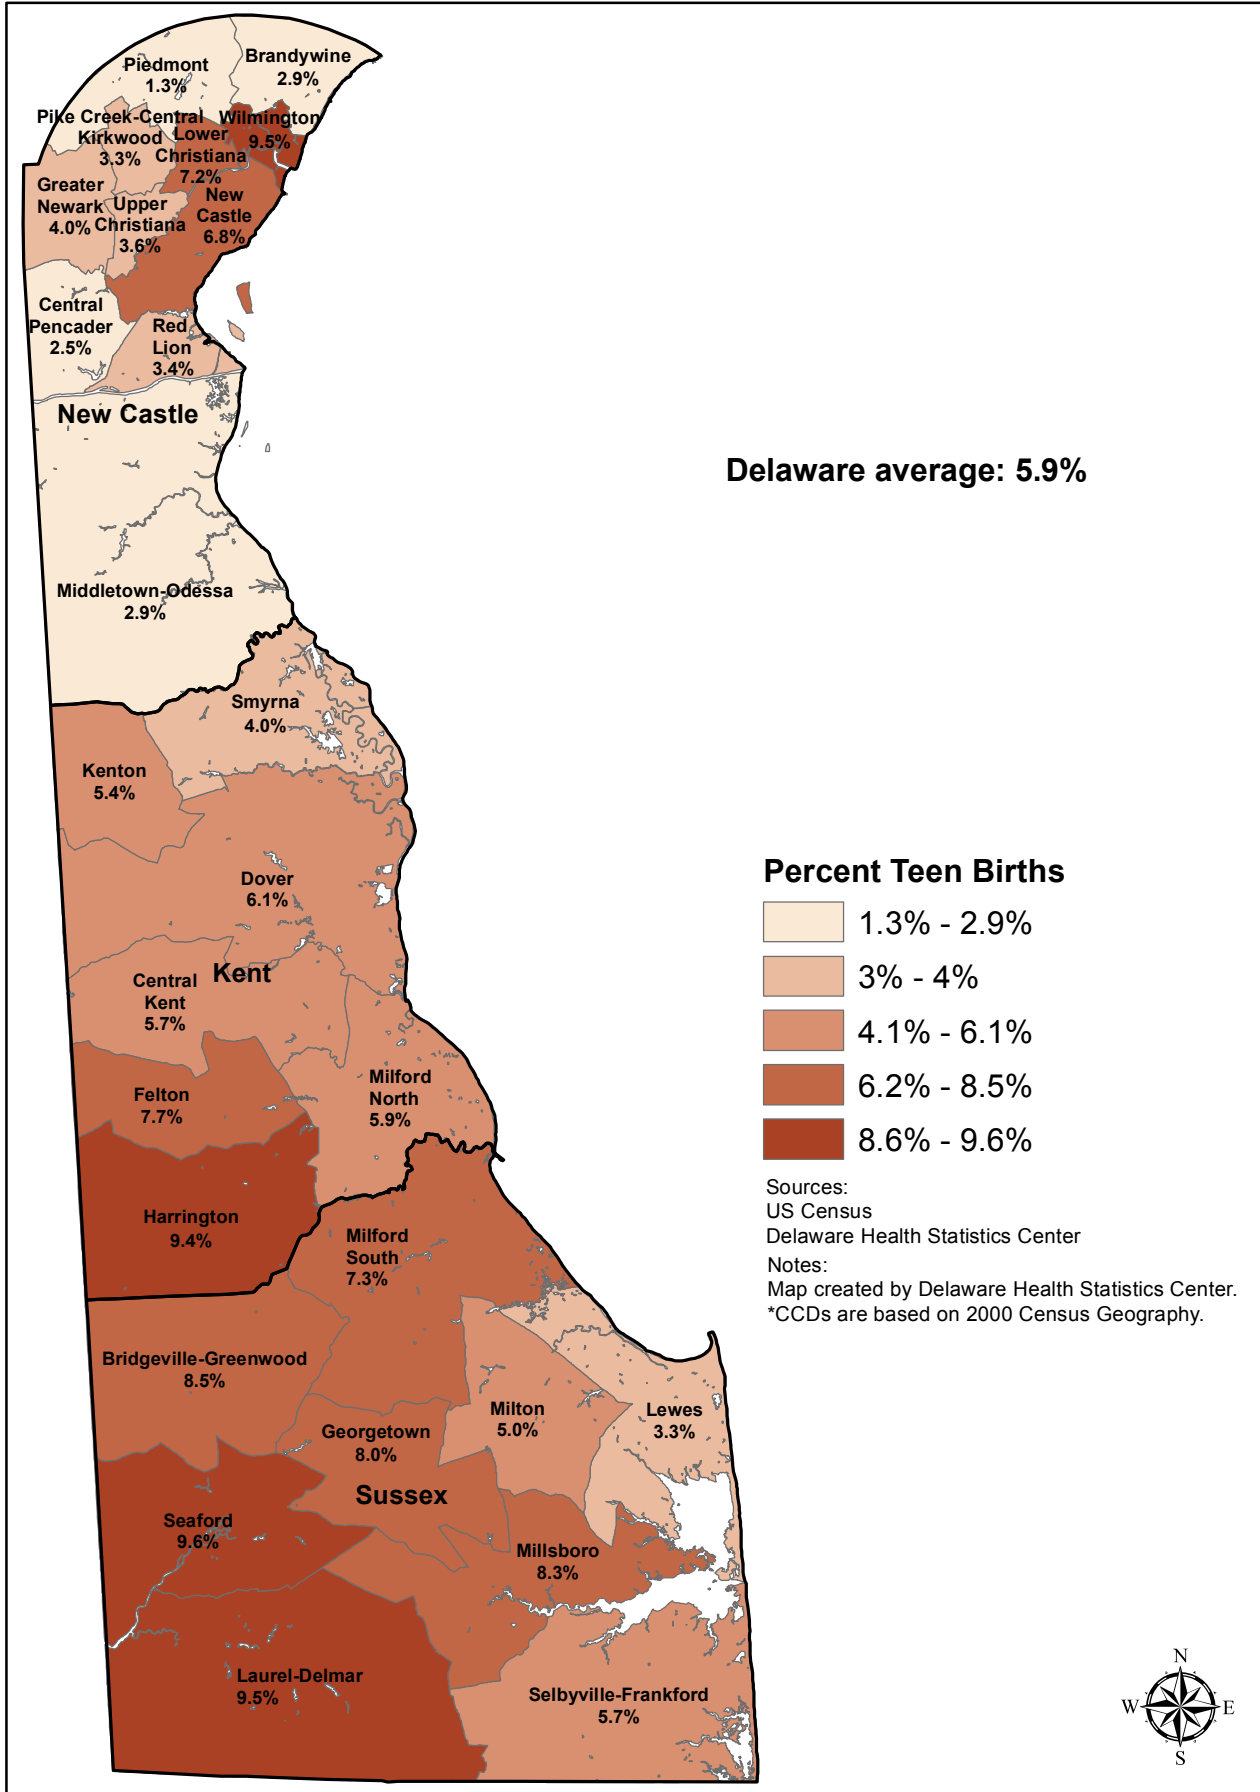 Piedmont
1.3%
Brandywine
2.9%
Pike Creek-Central
Kirkwood
3.3%
Lower
Christiana
7.2%
Wilmington
9.5%
Greater
Newark
4.0%
Upper
Christiana
3.6%
New
Castle
6.8%
Central
Pencader
2.5%
Red
Lion
3.4%
New Castle
Delaware average: 5.9%
Middletown-Odessa
2.9%
Smyrna
4.0%
Kenton
5.4%
Dover
6.1%
Kent
Central
Kent
5.7%
Felton
7.7%
Milford
North
5.9%
Harrington
9.4%
Milford
South
7.3%
Bridgeville-Greenwood
8.5%
Georgetown
8.0%
Milton
5.0%
Lewes
3.3%
Sussex
Seaford
9.6%
Millsboro
8.3%
Laurel-Delmar
9.5%
Selbyville-Frankford
5.7%
Percent Teen Births
1.3% - 2.9%
3% - 4%
4.1% - 6.1%
6.2% - 8.5%
8.6% - 9.6%
Sources:
US Census
Delaware Health Statistics Center
Notes:
Map created by Delaware Health Statistics Center.
*CCDs are based on 2000 Census Geography.
N
W E
S